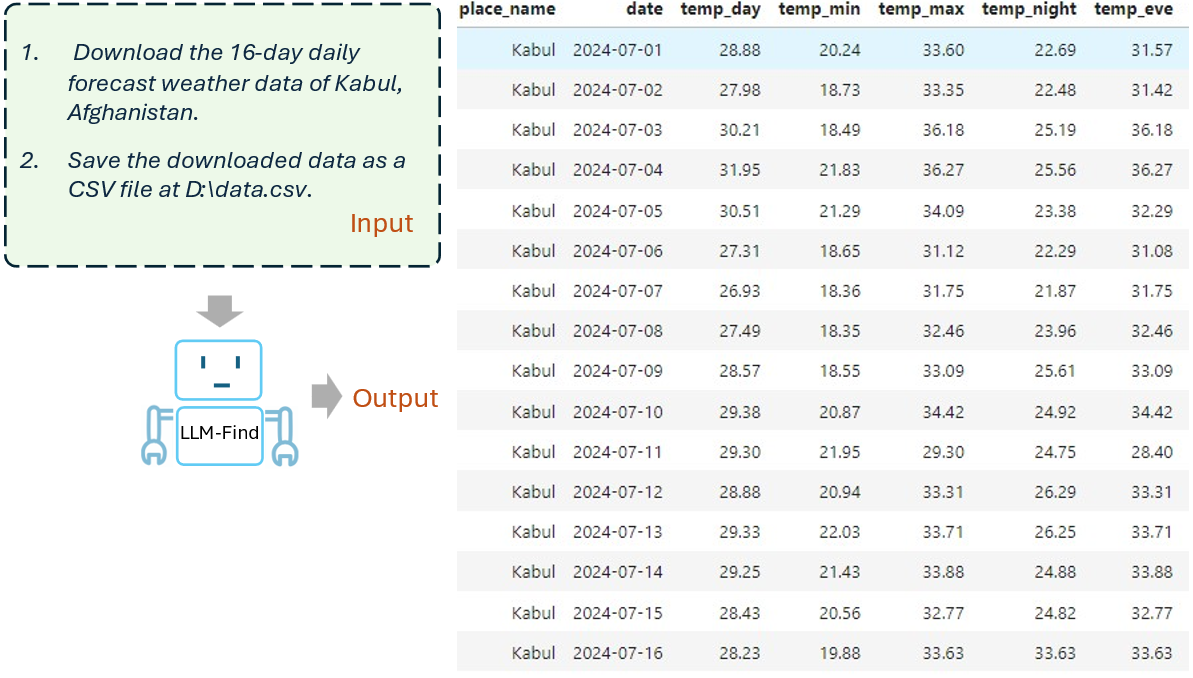 1. Download the 16-day daily
forecast weather data of Kabul,
Afghanistan.
2. Save the downloaded data as a
CSV file at D:\data.csv.
Input
LLM-Find
Output
place_name date temp_day temp_min temp_max temp_night temp_eve
Kabul 2024-07-01 28.88 20.24 33.60 22.69 31.57
Kabul 2024-07-02 27.98 18.73 33.35 22.48 31.42
Kabul 2024-07-03 30.21 18.49 36.18 25.19 36.18
Kabul 2024-07-04 31.95 21.83 36.27 25.56 36.27
Kabul 2024-07-05 30.51 21.29 34.09 23.38 32.29
Kabul 2024-07-06 27.31 18.65 31.12 22.29 31.08
Kabul 2024-07-07 26.93 18.36 31.75 21.87 31.75
Kabul 2024-07-08 27.49 18.35 32.46 23.96 32.46
Kabul 2024-07-09 28.57 18.55 33.09 25.61 33.09
Kabul 2024-07-10 29.38 20.87 34.42 24.92 34.42
Kabul 2024-07-11 29.30 21.95 29.30 24.75 28.40
Kabul 2024-07-12 28.88 20.94 33.31 26.29 33.31
Kabul 2024-07-13 29.33 22.03 33.71 26.25 33.71
Kabul 2024-07-14 29.25 21.43 33.88 24.88 33.88
Kabul 2024-07-15 28.43 20.56 32.77 24.82 32.77
Kabul 2024-07-16 28.23 19.88 33.63 33.63 33.63